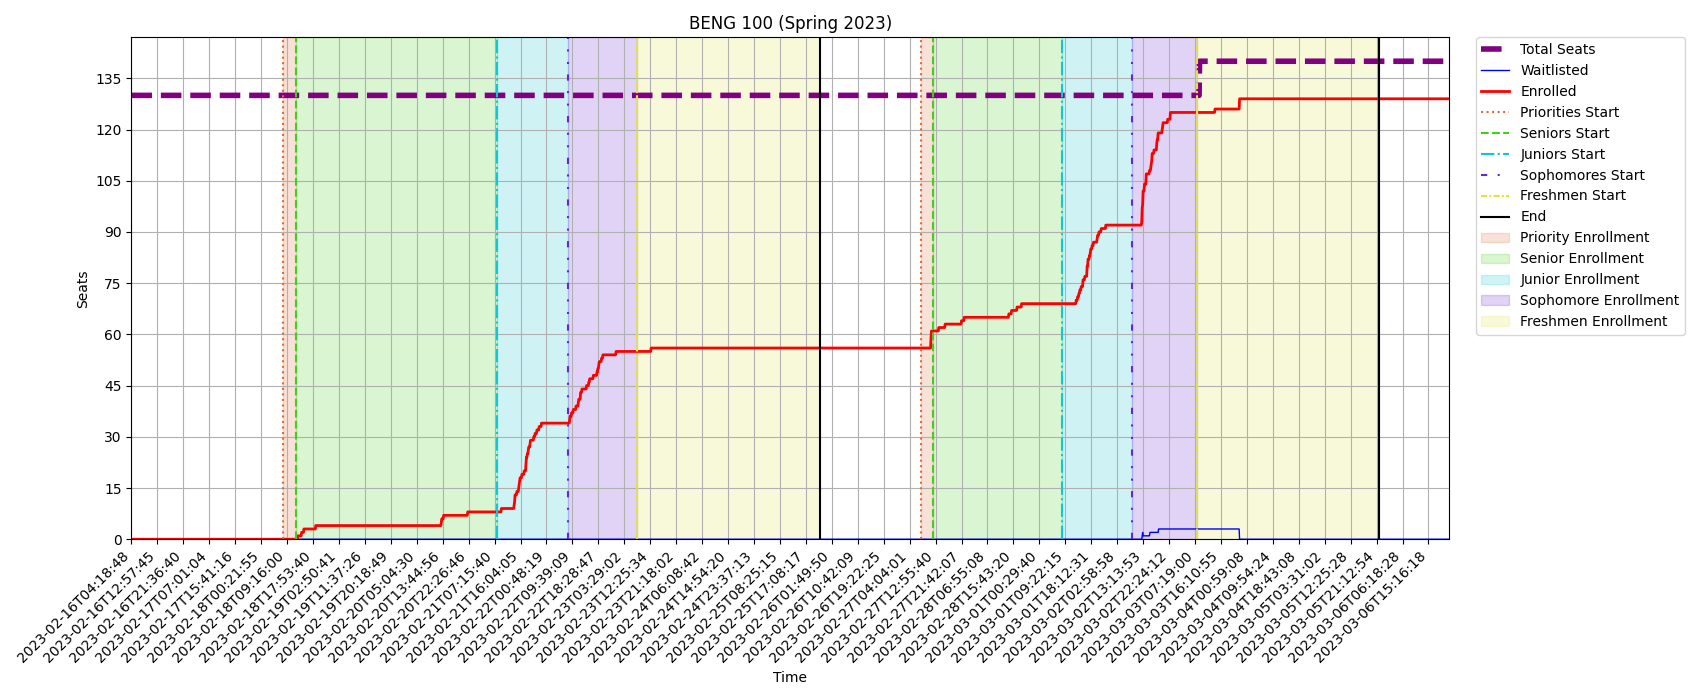 BENG 100 (Spring 2023)
Seats
135
120
105
90
75
60
45
30
15
0
2023-02-16T04:18:48
2023-02-16T12:57:45
2023-02-16T21:36:40
2023-02-17T07:01:04
2023-02-17T15:41:16
2023-02-18T00:21:55
2023-02-18T09:16:00
2023-02-18T17:53:40
2023-02-19T02:50:41
2023-02-19T11:37:26
2023-02-19T20:18:49
2023-02-20T05:04:30
2023-02-20T13:44:56
2023-02-20T22:26:46
2023-02-21T07:15:40
2023-02-21T16:04:05
2023-02-22T00:48:19
2023-02-22T09:39:09
2023-02-22T18:28:47
2023-02-23T03:29:02
2023-02-23T12:25:34
2023-02-23T21:18:02
2023-02-24T06:08:42
2023-02-24T14:54:20
2023-02-24T23:37:13
2023-02-25T08:25:15
2023-02-25T17:08:17
2023-02-26T01:49:50
2023-02-26T10:42:09
2023-02-26T19:22:25
2023-02-27T04:04:01
2023-02-27T12:55:40
2023-02-27T21:42:07
2023-02-28T06:55:08
2023-02-28T15:43:20
2023-03-01T00:29:40
2023-03-01T09:22:15
2023-03-01T18:12:31
2023-03-02T02:58:58
2023-03-02T13:13:53
2023-03-02T22:24:12
2023-03-03T07:19:00
2023-03-03T16:10:55
2023-03-04T00:59:08
2023-03-04T09:54:24
2023-03-04T18:43:08
2023-03-05T03:31:02
2023-03-05T12:25:28
2023-03-05T21:12:54
2023-03-06T06:18:28
2023-03-06T15:16:18
Time
Total Seats
Waitlisted
Enrolled
Priorities Start
Seniors Start
Juniors Start
Sophomores Start
Freshmen Start
End
Priority Enrollment
Senior Enrollment
Junior Enrollment
Sophomore Enrollment
Freshmen Enrollment